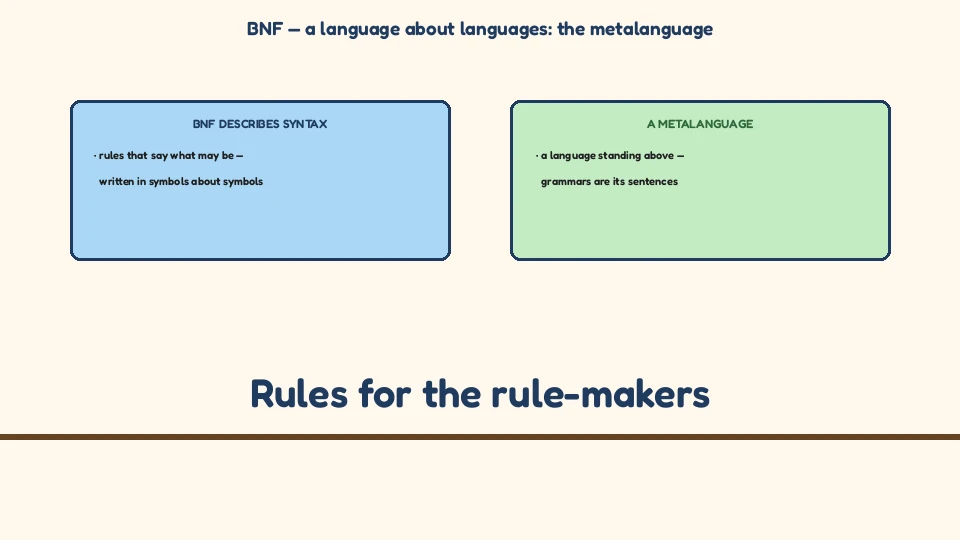 BNF — a language about languages: the metalanguage
BNF DESCRIBES SYNTAX
· rules that say what may be —
written in symbols about symbols
A METALANGUAGE
· a language standing above —
grammars are its sentences
Rules for the rule-makers